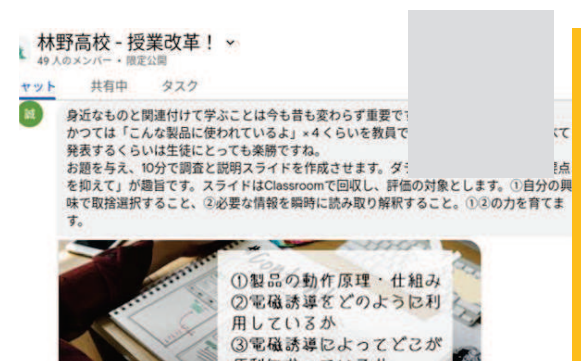 林野高校 - 授業改革！
49 人のメンバー・限定公開
ャット 共有中 タスク
誠
身近なものと関連付けて学ぶことは今も昔も変わらず重要で
かつては「こんな製品に使われているよ」×４くらいを教員で
て
発表するくらいは生徒にとっても楽勝ですね。
お題を与え、10分で調査と説明スライドを作成させます。ダ
点
を抑えて」が趣旨です。スライドはClassroomで回収し、評価の対象とします。①自分の興
味で取捨選択すること、②必要な情報を瞬時に読み取り解釈すること。①②の力を育てま
す。
①製品の動作原理・仕組み
②電磁誘導をどのように利
用しているか
③電磁誘導によってどこが